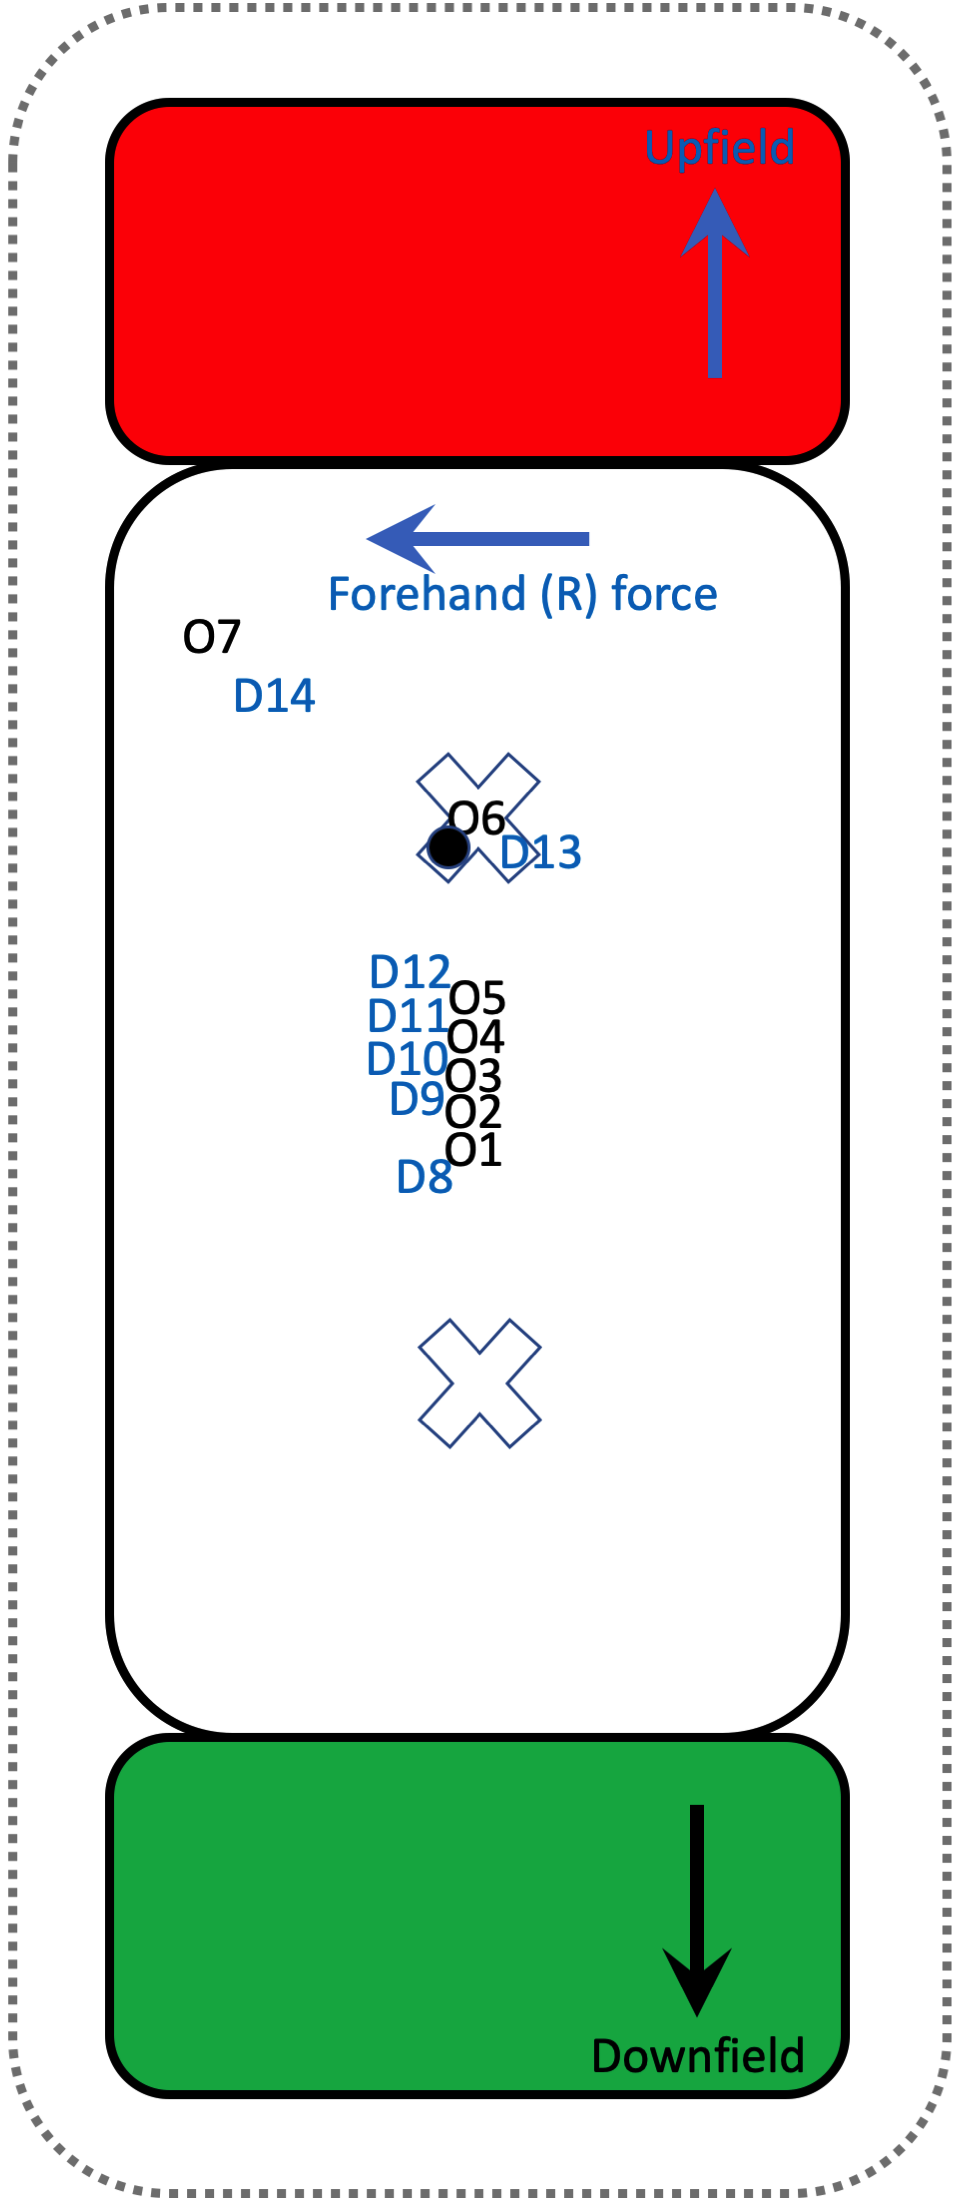 Upfield
Forehand (R) force
O7
D14
O6
D13
D12
O5
D11
O4
D10
O3
D9
O2
O1
D8
Downfield